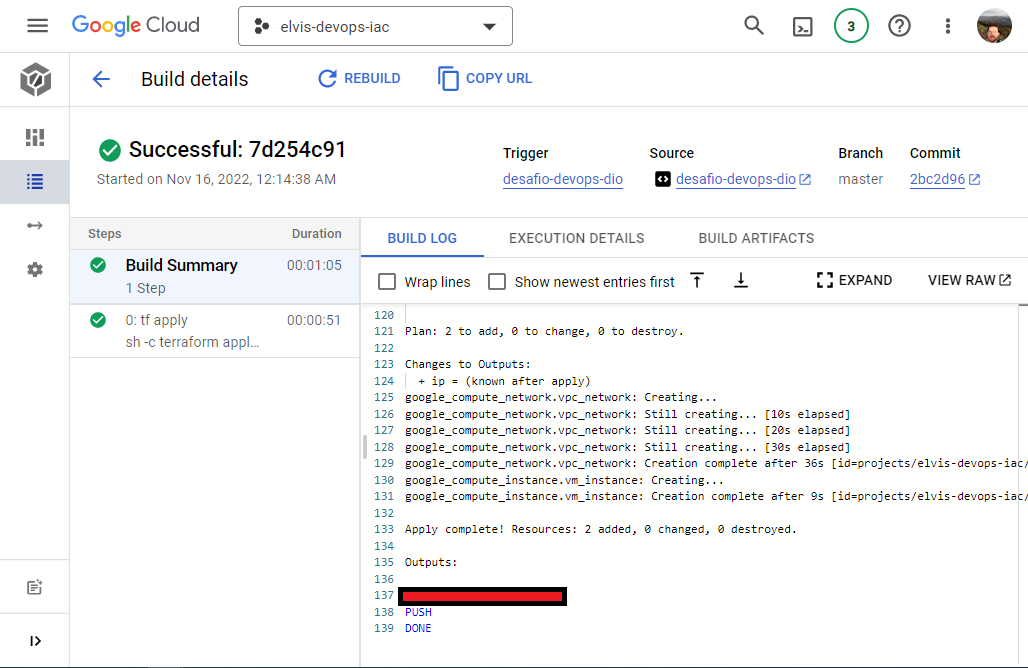 Google Cloud
elvis-devops-iac
3
Build details
REBUILD
COPY URL
Successful: 7d254c91
Started on Nov 16, 2022, 12:14:38 AM
Trigger
desafio-devops-dio
Source
desafio-devops-dio
Branch
master
Commit
2bc2d96
Steps
Duration
Build Summary
00:01:05
1 Step
0: tf apply
00:00:51
sh -c terraform appl…
BUILD LOG
EXECUTION DETAILS
BUILD ARTIFACTS
Wrap lines
Show newest entries first
EXPAND
VIEW RAW
120
121 Plan: 2 to add, 0 to change, 0 to destroy.
122
123 Changes to Outputs:
124 + ip = (known after apply)
125 google_compute_network.vpc_network: Creating...
126 google_compute_network.vpc_network: Still creating... [10s elapsed]
127 google_compute_network.vpc_network: Still creating... [20s elapsed]
128 google_compute_network.vpc_network: Still creating... [30s elapsed]
129 google_compute_network.vpc_network: Creation complete after 36s [id=projects/elvis-devops-iac/
130 google_compute_instance.vm_instance: Creating...
131 google_compute_instance.vm_instance: Creation complete after 9s [id=projects/elvis-devops-iac/
132
133 Apply complete! Resources: 2 added, 0 changed, 0 destroyed.
134
135 Outputs:
136
137
138 PUSH
139 DONE